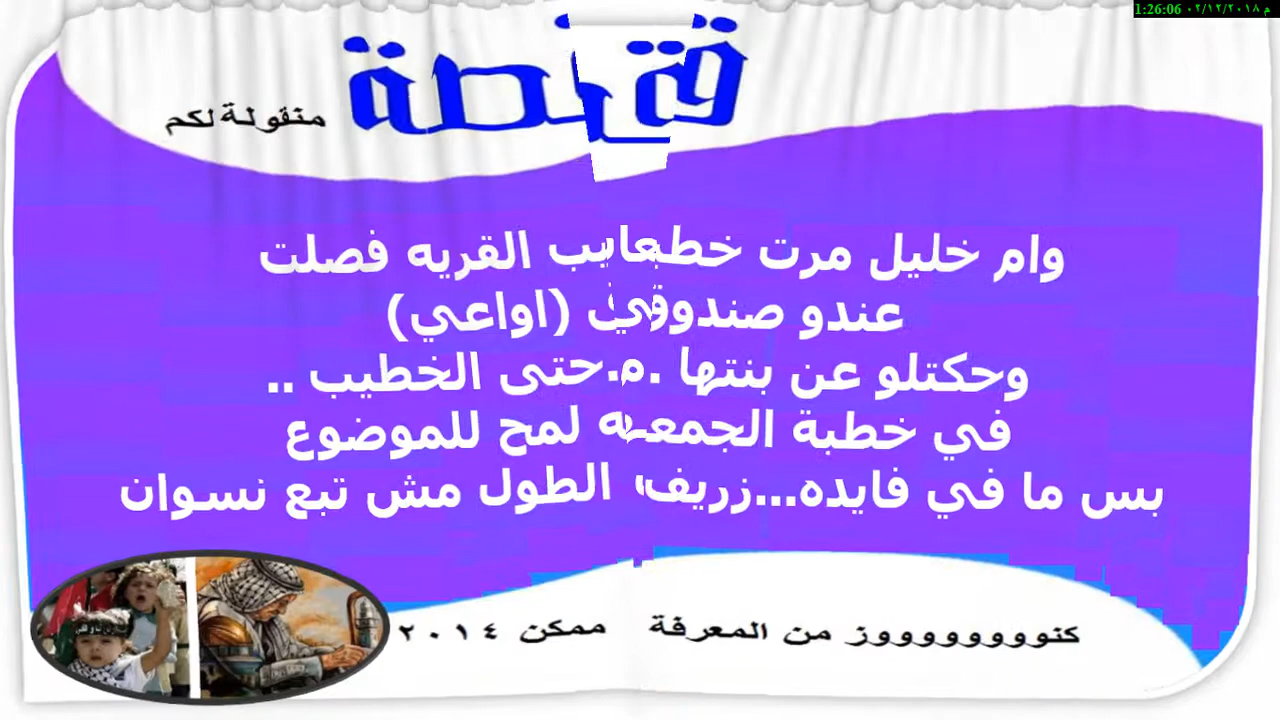 م ٠٢/١٢/٢٠١٨ 1:26:06
قصة
منقولة لكم
وام خليل مرت خطيب القريه فصلت
عندو صندوق (اواعي)
وحكتلو عن بنتها .. حتى الخطيب ..
في خطبة الجمعه لمح للموضوع
بس ما في فايده...زريف الطول مش تبع نسوان
كنوووووووووز من المعرفة ممكن ٢٠١٤